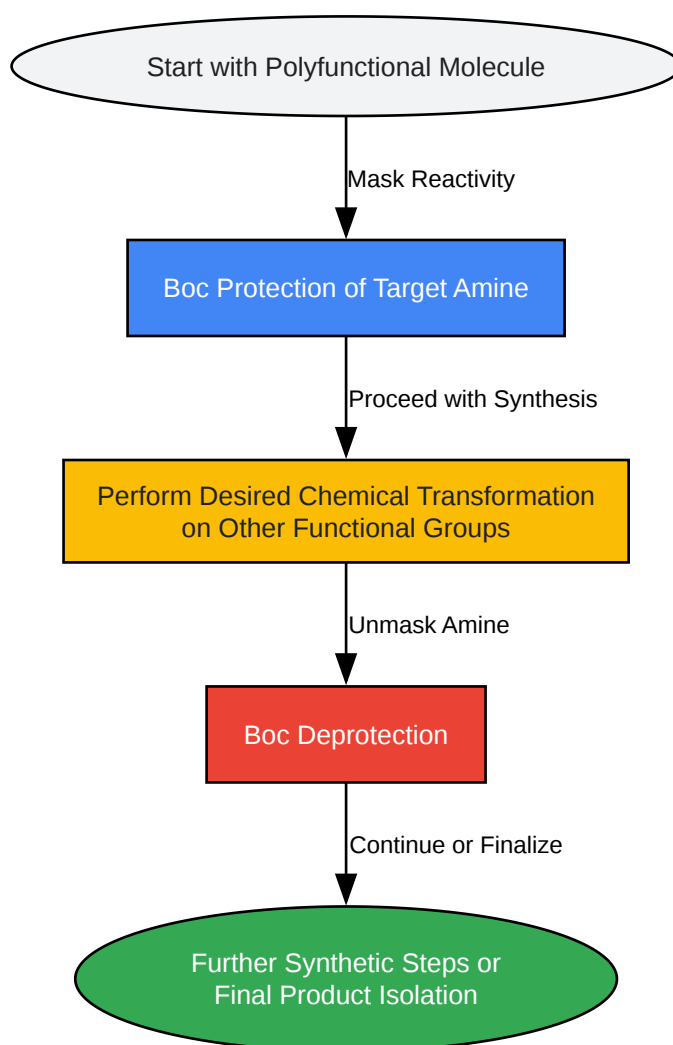 Start with Polyfunctional Molecule
Mask Reactivity
Boc Protection of Target Amine
Proceed with Synthesis
Perform Desired Chemical Transformation
on Other Functional Groups
Unmask Amine
Boc Deprotection
Continue or Finalize
Further Synthetic Steps or
Final Product Isolation